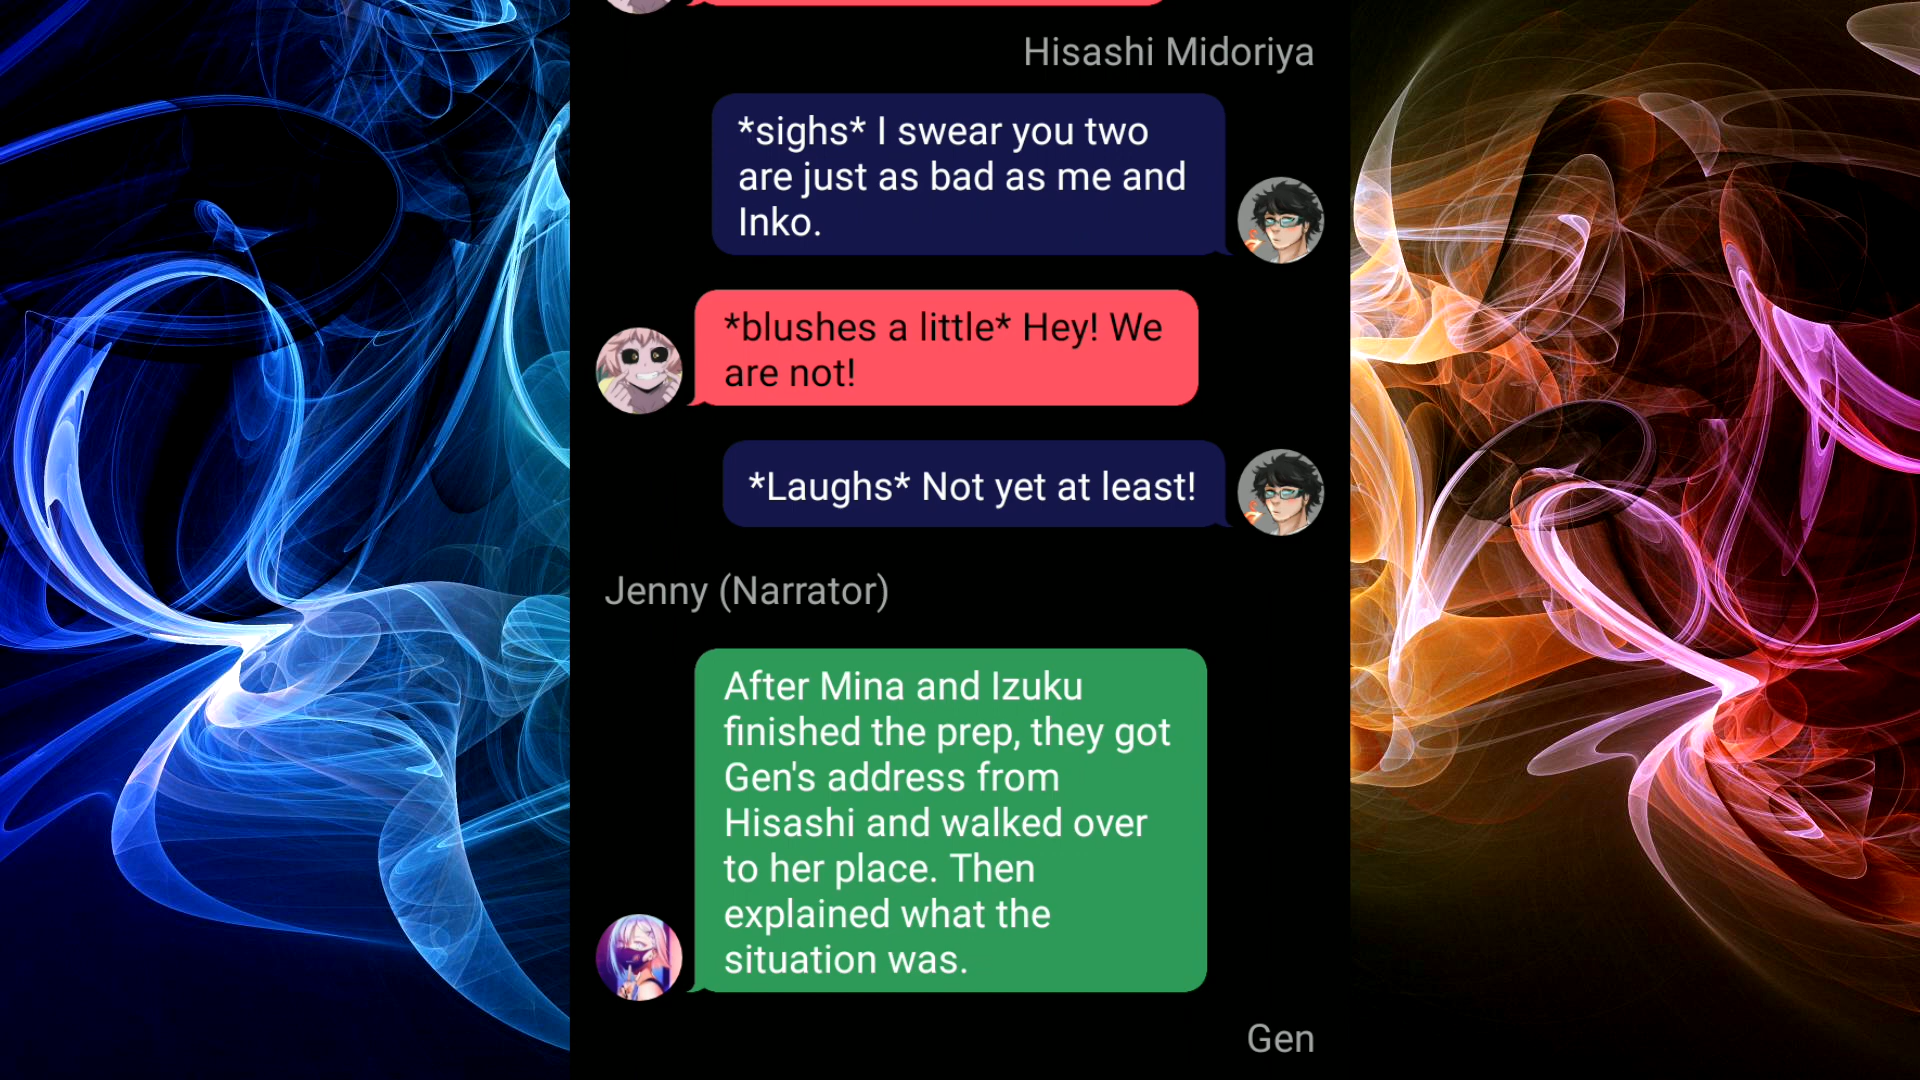 Hisashi Midoriya
*sighs* I swear you two
are just as bad as me and
Inko.
*blushes a little* Hey! We
are not!
*Laughs* Not yet at least!
Jenny (Narrator)
After Mina and Izuku
finished the prep, they got
Gen's address from
Hisashi and walked over
to her place. Then
explained what the
situation was.
Gen